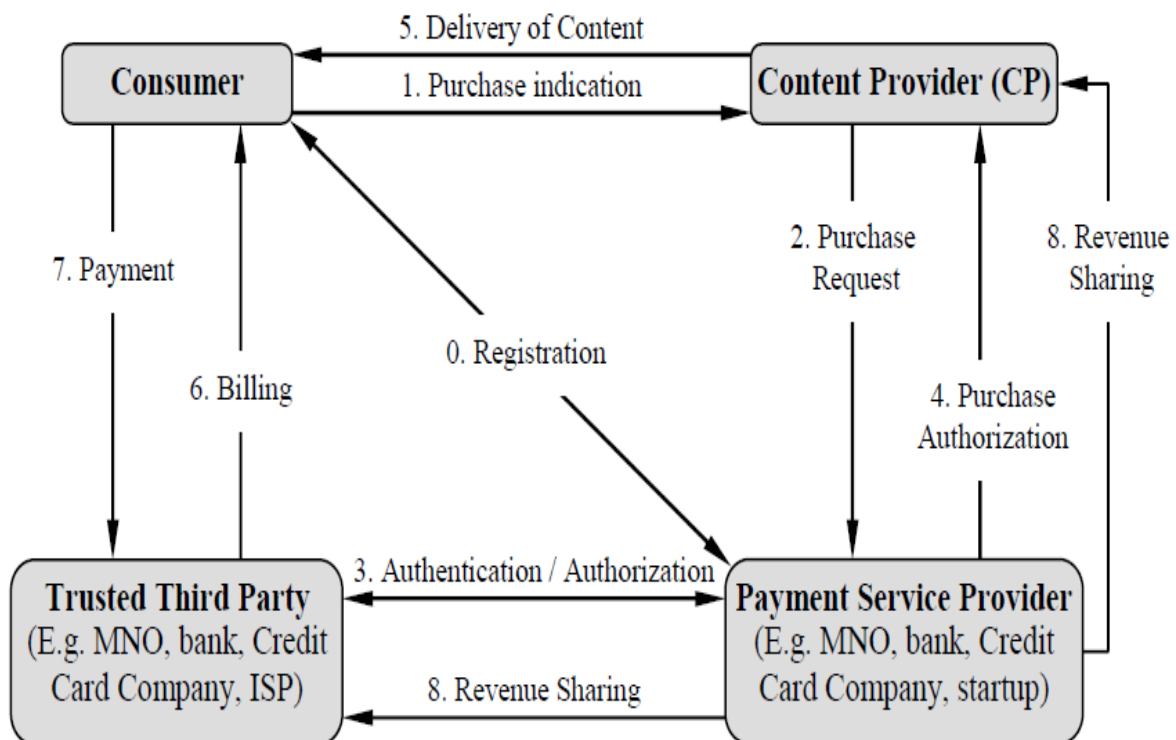 5. Delivery of Content
Consumer
Content Provider (CP)
1. Purchase indication
2. Purchase
Request
8. Revenue
Sharing
7. Payment
0. Registration
6. Billing
4. Purchase
Authorization
3. Authentication / Authorization
Trusted Third Party
(E.g. MNO, bank, Credit
Card Company, ISP)
Payment Service Provider
(E.g. MNO, bank, Credit
Card Company, startup)
8. Revenue Sharing